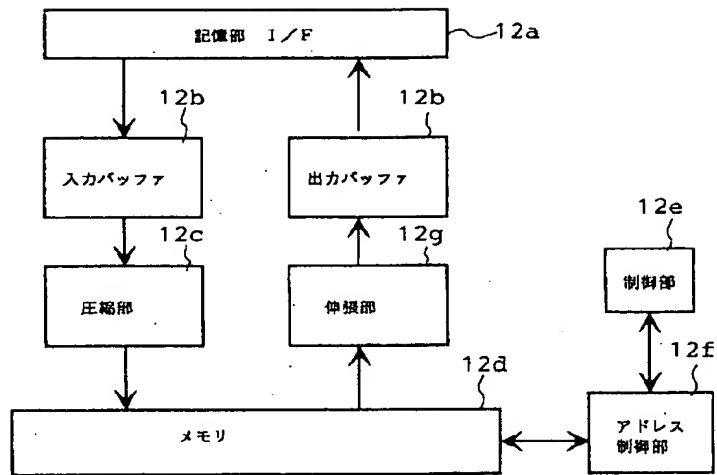 記憶部 I/F
12a
12b
12b
入力バッファ
出力バッファ
12c
12g
12e
圧縮部
伸張部
制御部
12d
12f
メモリ
アドレス
制御部